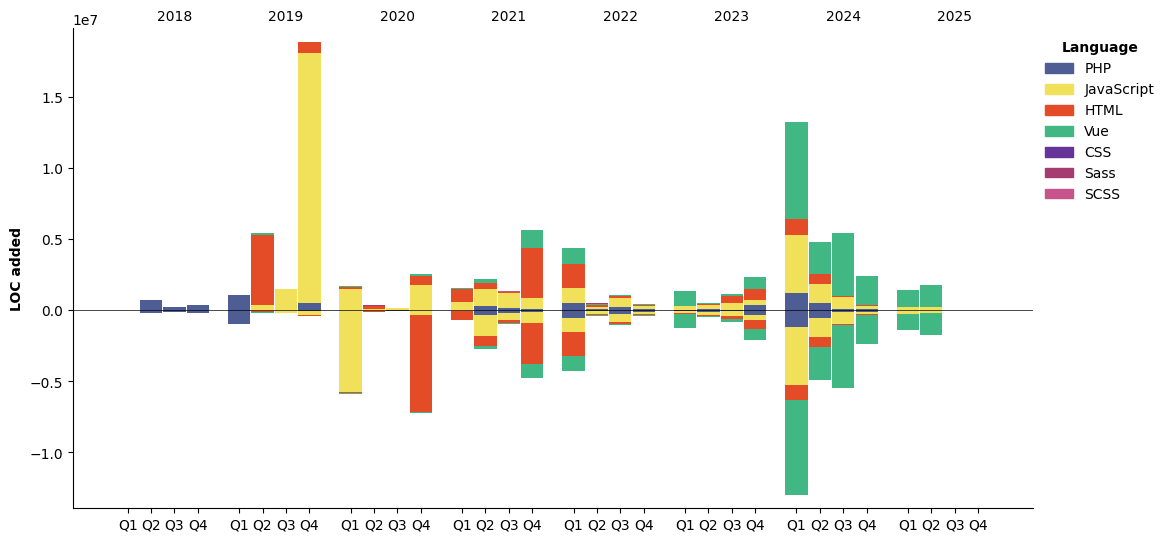 1e7
2018 2019 2020 2021 2022 2023 2024 2025
Language
PHP
JavaScript
HTML
Vue
CSS
Sass
SCSS
1.5
1.0
0.5
0.0
−0.5
−1.0
LOC added
Q1 Q2 Q3 Q4 Q1 Q2 Q3 Q4 Q1 Q2 Q3 Q4 Q1 Q2 Q3 Q4 Q1 Q2 Q3 Q4 Q1 Q2 Q3 Q4 Q1 Q2 Q3 Q4 Q1 Q2 Q3 Q4